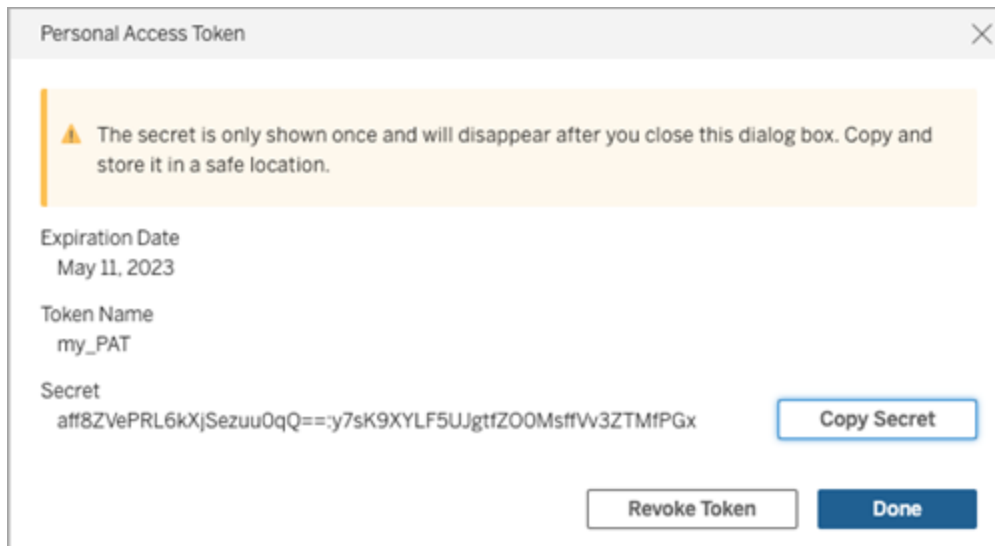 Personal Access Token
The secret is only shown once and will disappear after you close this dialog box. Copy and
store it in a safe location.
Expiration Date
May 11, 2023
Token Name
my_PAT
Secret
aff8ZVePRL6kXjSezuu0qQ==:y7sK9XYLF5UJgtfZO0MsffVv3ZTMfPGx
Copy Secret
Revoke Token
Done